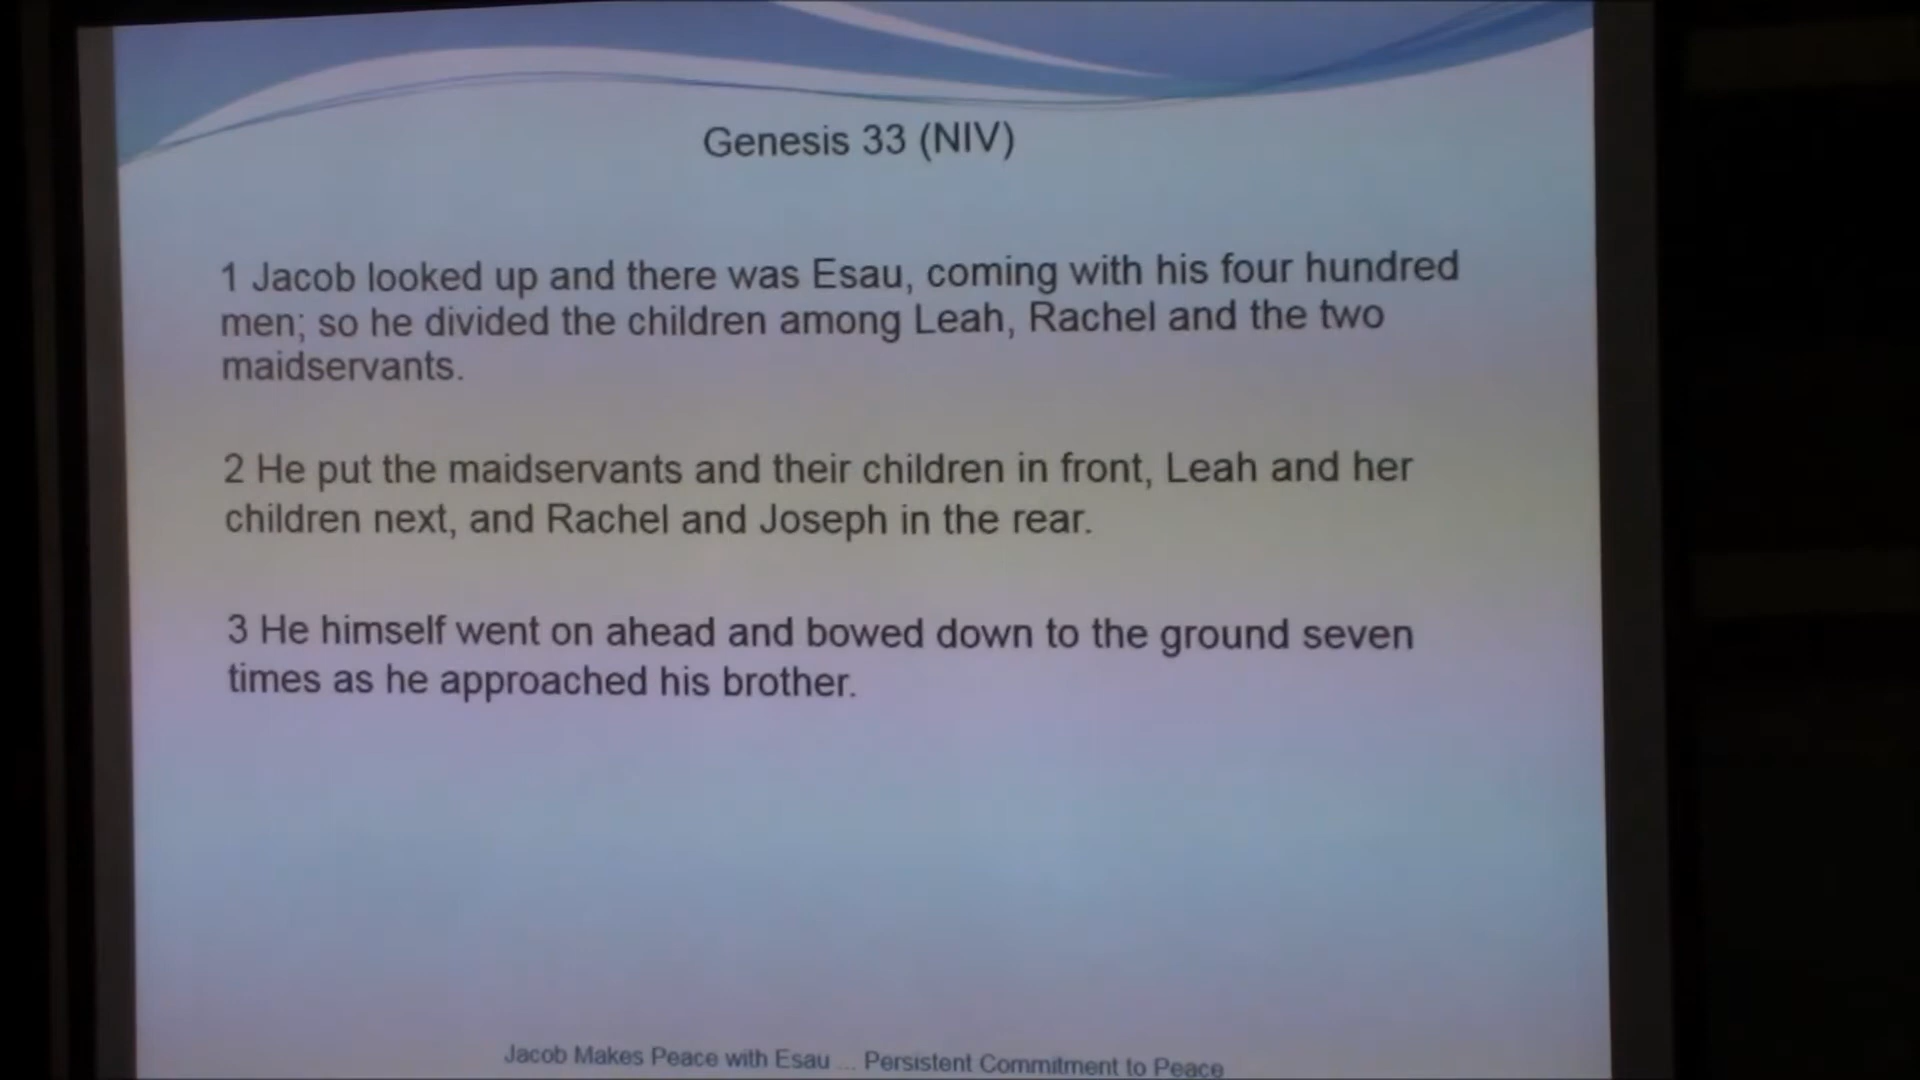 Genesis 33 (NIV)
1 Jacob looked up and there was Esau, coming with his four hundred
men; so he divided the children among Leah, Rachel and the two
maidservants.
2 He put the maidservants and their children in front, Leah and her
children next, and Rachel and Joseph in the rear.
3 He himself went on ahead and bowed down to the ground seven
times as he approached his brother.
Jacob Makes Peace with Esau ... Persistent Commitment to Peace